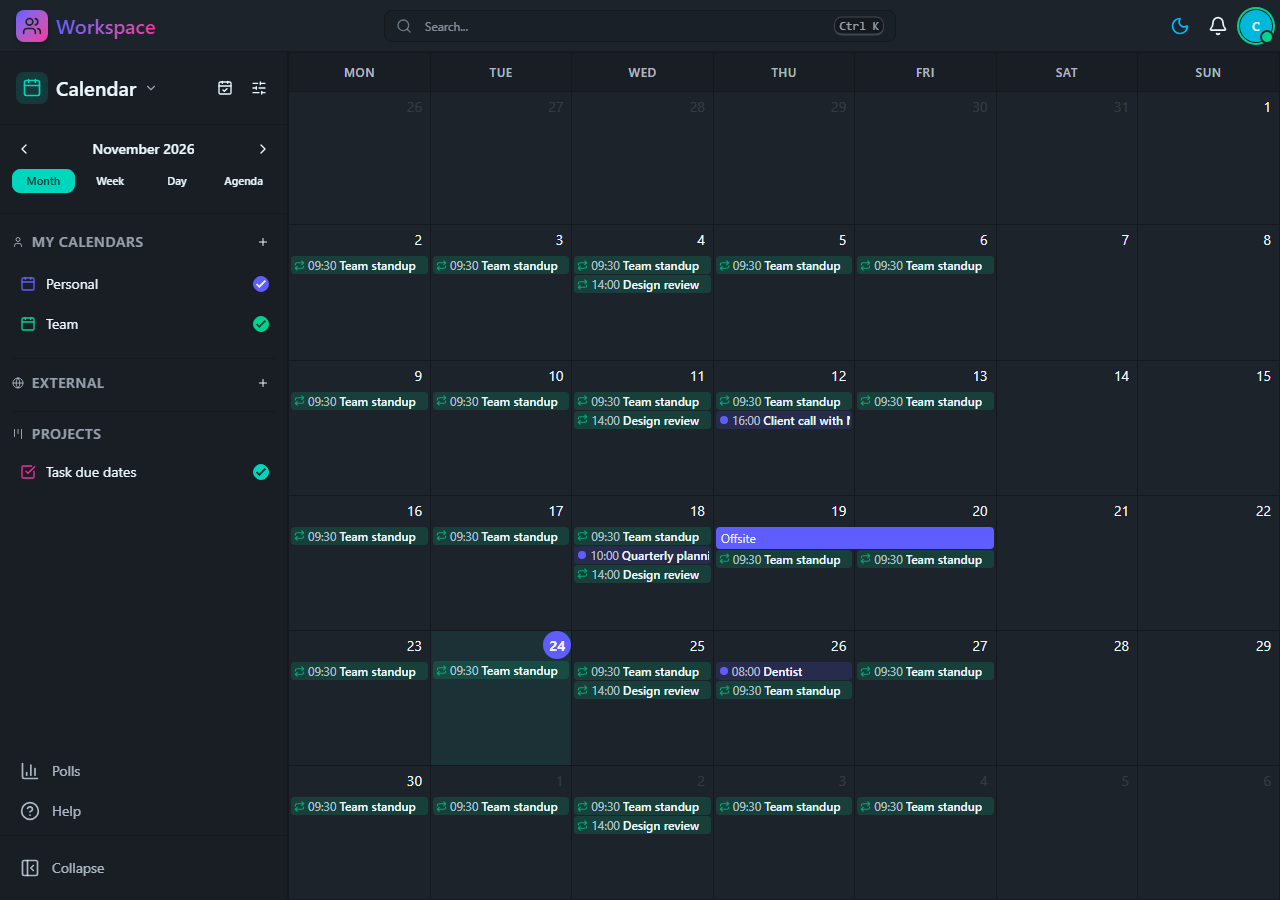 Workspace
Search...
Ctrl K
C
Calendar
November 2026
Month Week Day Agenda
MY CALENDARS
Personal
Team
EXTERNAL
PROJECTS
Task due dates
Polls
Help
Collapse
MON TUE WED THU FRI SAT SUN
26 27 28 29 30 31 1
2 3 4 5 6 7 8
09:30 Team standup 09:30 Team standup 09:30 Team standup 09:30 Team standup 09:30 Team standup
14:00 Design review
9 10 11 12 13 14 15
09:30 Team standup 09:30 Team standup 09:30 Team standup 09:30 Team standup 09:30 Team standup
14:00 Design review 16:00 Client call with
16 17 18 19 20 21 22
09:30 Team standup 09:30 Team standup 09:30 Team standup Offsite
10:00 Quarterly planni 09:30 Team standup 09:30 Team standup
14:00 Design review
23 24 25 26 27 28 29
09:30 Team standup 09:30 Team standup 09:30 Team standup 08:00 Dentist 09:30 Team standup
14:00 Design review 09:30 Team standup
30 1 2 3 4 5 6
09:30 Team standup 09:30 Team standup 09:30 Team standup 09:30 Team standup 09:30 Team standup
14:00 Design review